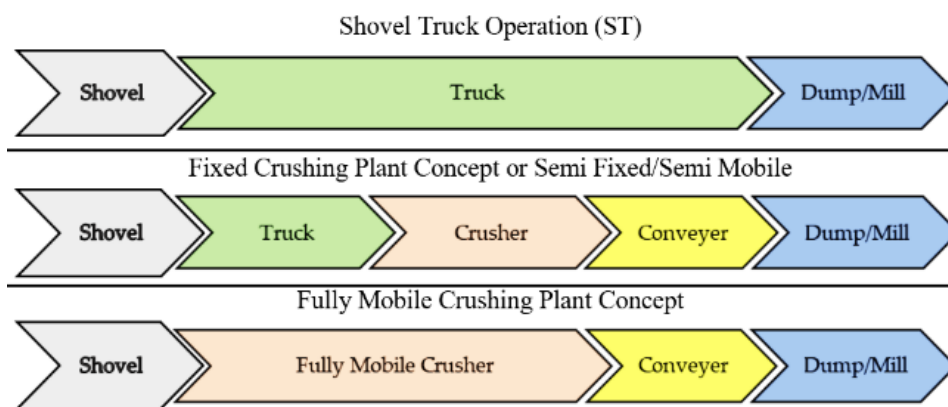 Shovel Truck Operation (ST)
Shovel Truck Dump/Mill
Fixed Crushing Plant Concept or Semi Fixed/Semi Mobile
Shovel Truck Crusher Conveyer Dump/Mill
Fully Mobile Crushing Plant Concept
Shovel Fully Mobile Crusher Conveyer Dump/Mill